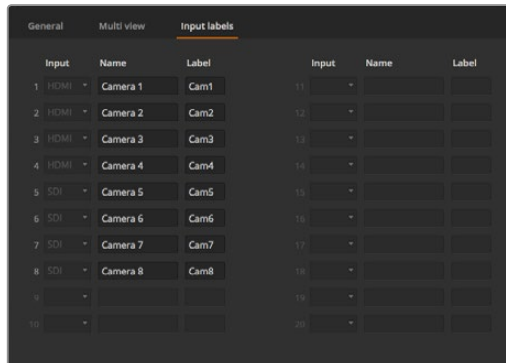 General Multi view Input labels
Input Name Label Input Name Label
1 HDMI Camera 1 Cam1 11
2 HDMI Camera 2 Cam2 12
3 HDMI Camera 3 Cam3 13
4 HDMI Camera 4 Cam4 14
5 SDI Camera 5 Cam5 15
6 SDI Camera 6 Cam6 16
7 SDI Camera 7 Cam7 17
8 SDI Camera 8 Cam8 18
9 19
10 20